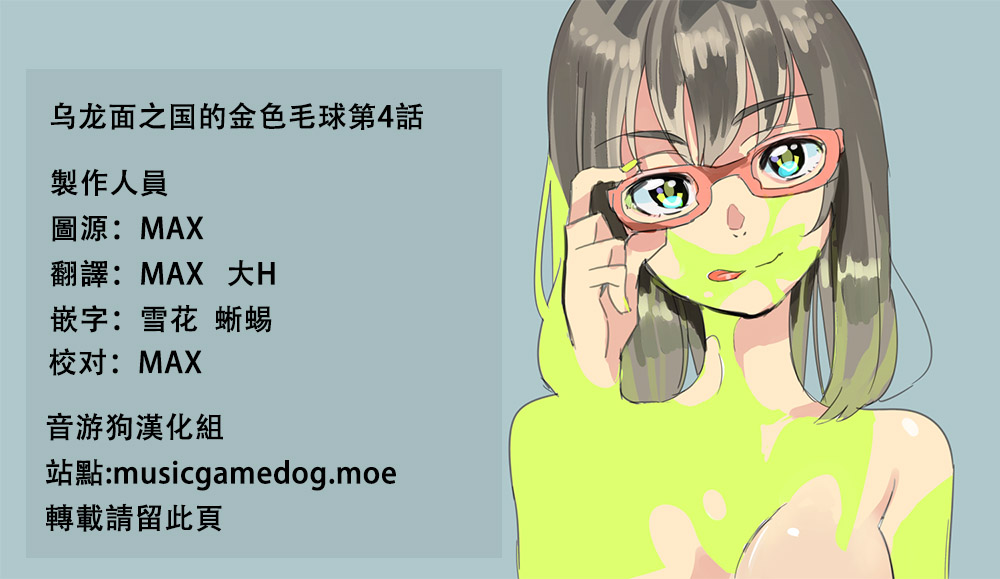 乌龙面之国的金色毛球第4話
製作人員
圖源：MAX
翻譯：MAX 大H
嵌字：雪花 蜥蜴
校对：MAX
音游狗漢化組
站點:musicgamedog.moe
轉載請留此頁